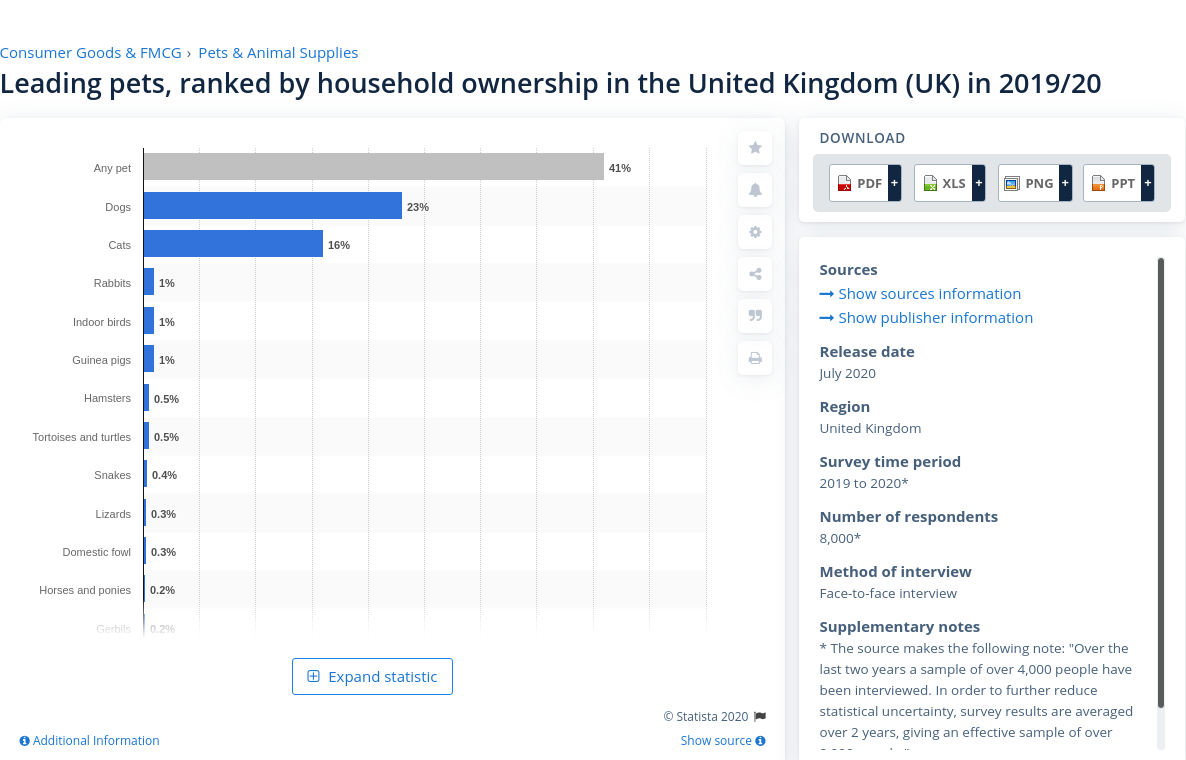 Consumer Goods & FMCG › Pets & Animal Supplies
Leading pets, ranked by household ownership in the United Kingdom (UK) in 2019/20
Any pet 41%
Dogs 23%
Cats 16%
Rabbits 1%
Indoor birds 1%
Guinea pigs 1%
Hamsters 0.5%
Tortoises and turtles 0.5%
Snakes 0.4%
Lizards 0.3%
Domestic fowl 0.3%
Horses and ponies 0.2%
Gerbils 0.2%
Expand statistic
© Statista 2020
Additional Information
Show source
DOWNLOAD
PDF + XLS + PNG + PPT +
Sources
Show sources information
Show publisher information
Release date
July 2020
Region
United Kingdom
Survey time period
2019 to 2020*
Number of respondents
8,000*
Method of interview
Face-to-face interview
Supplementary notes
* The source makes the following note: "Over the
last two years a sample of over 4,000 people have
been interviewed. In order to further reduce
statistical uncertainty, survey results are averaged
over 2 years, giving an effective sample of over